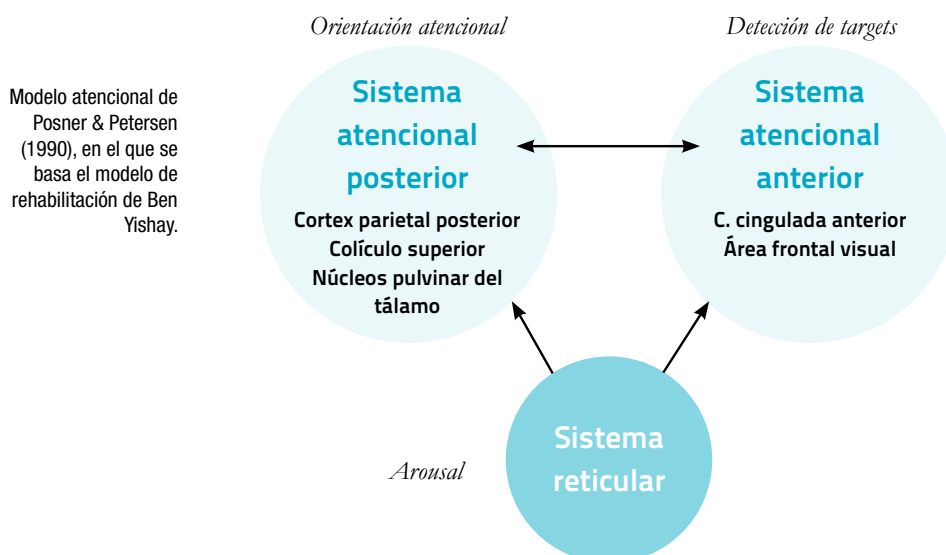 Orientación atencional
Detección de targets
Modelo atencional de
Posner & Petersen
(1990), en el que se
basa el modelo de
rehabilitación de Ben
Yishay.
Sistema
atencional
posterior
Cortex parietal posterior
Colículo superior
Núcleos pulvinar del
tálamo
Sistema
atencional
anterior
C. cingulada anterior
Área frontal visual
Arousal
Sistema
reticular